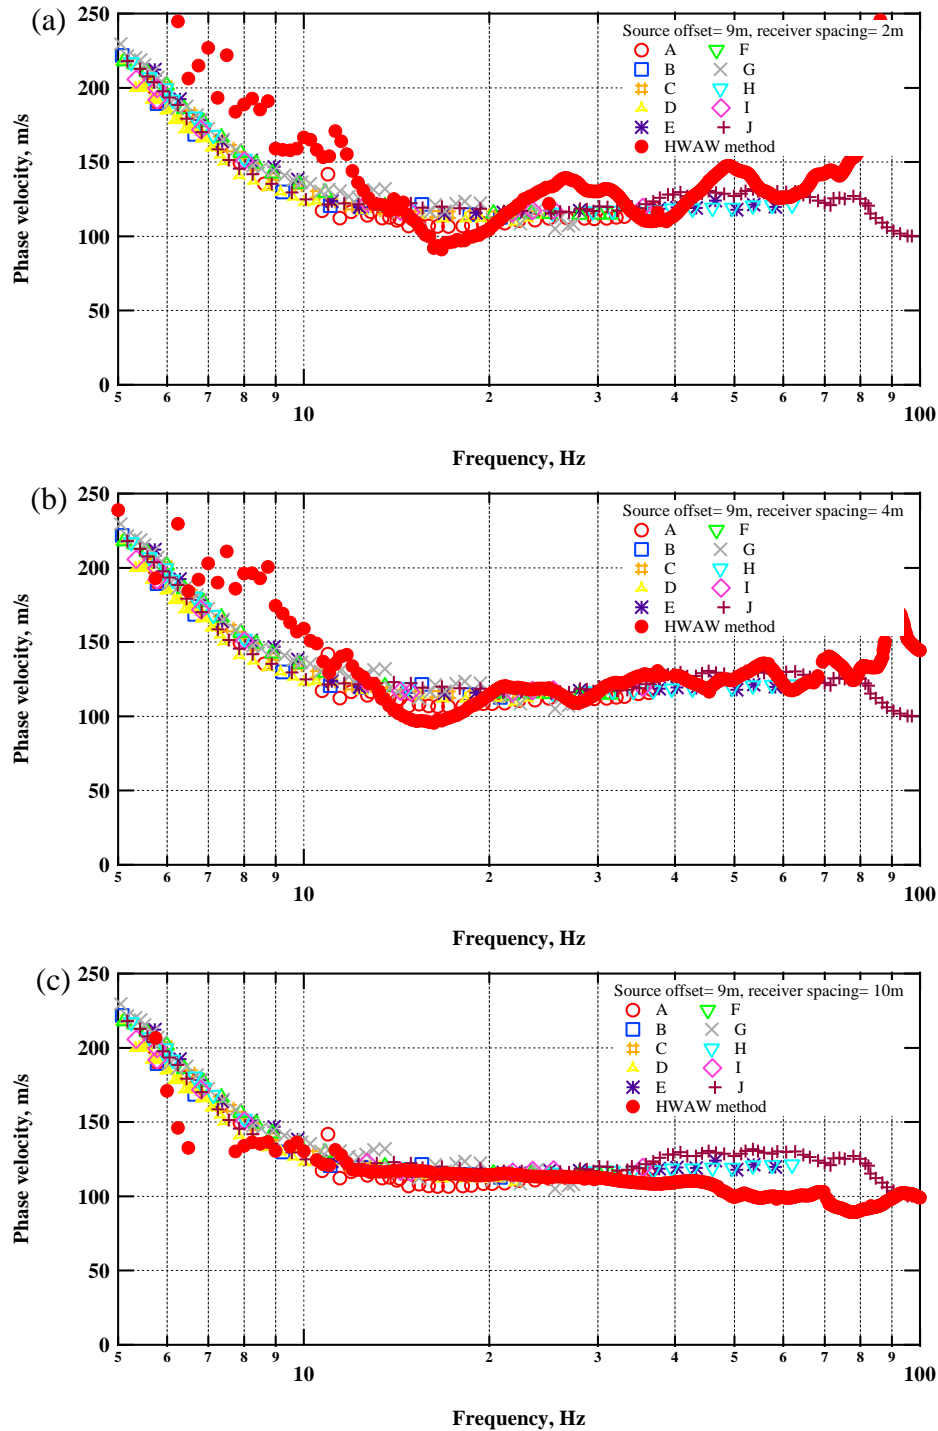 (a)
250
200
150
100
50
0
Phase velocity, m/s
Source offset= 9m, receiver spacing= 2m
A F
B G
C H
D I
E J
HWAW method
5 6 7 8 9 2 3 4 5 6 7 8 9
10 100
Frequency, Hz
(b)
250
200
150
100
50
0
Phase velocity, m/s
Source offset= 9m, receiver spacing= 4m
A F
B G
C H
D I
E J
HWAW method
5 6 7 8 9 2 3 4 5 6 7 8 9
10 100
Frequency, Hz
(c)
250
200
150
100
50
0
Phase velocity, m/s
Source offset= 9m, receiver spacing= 10m
A F
B G
C H
D I
E J
HWAW method
5 6 7 8 9 2 3 4 5 6 7 8 9
10 100
Frequency, Hz